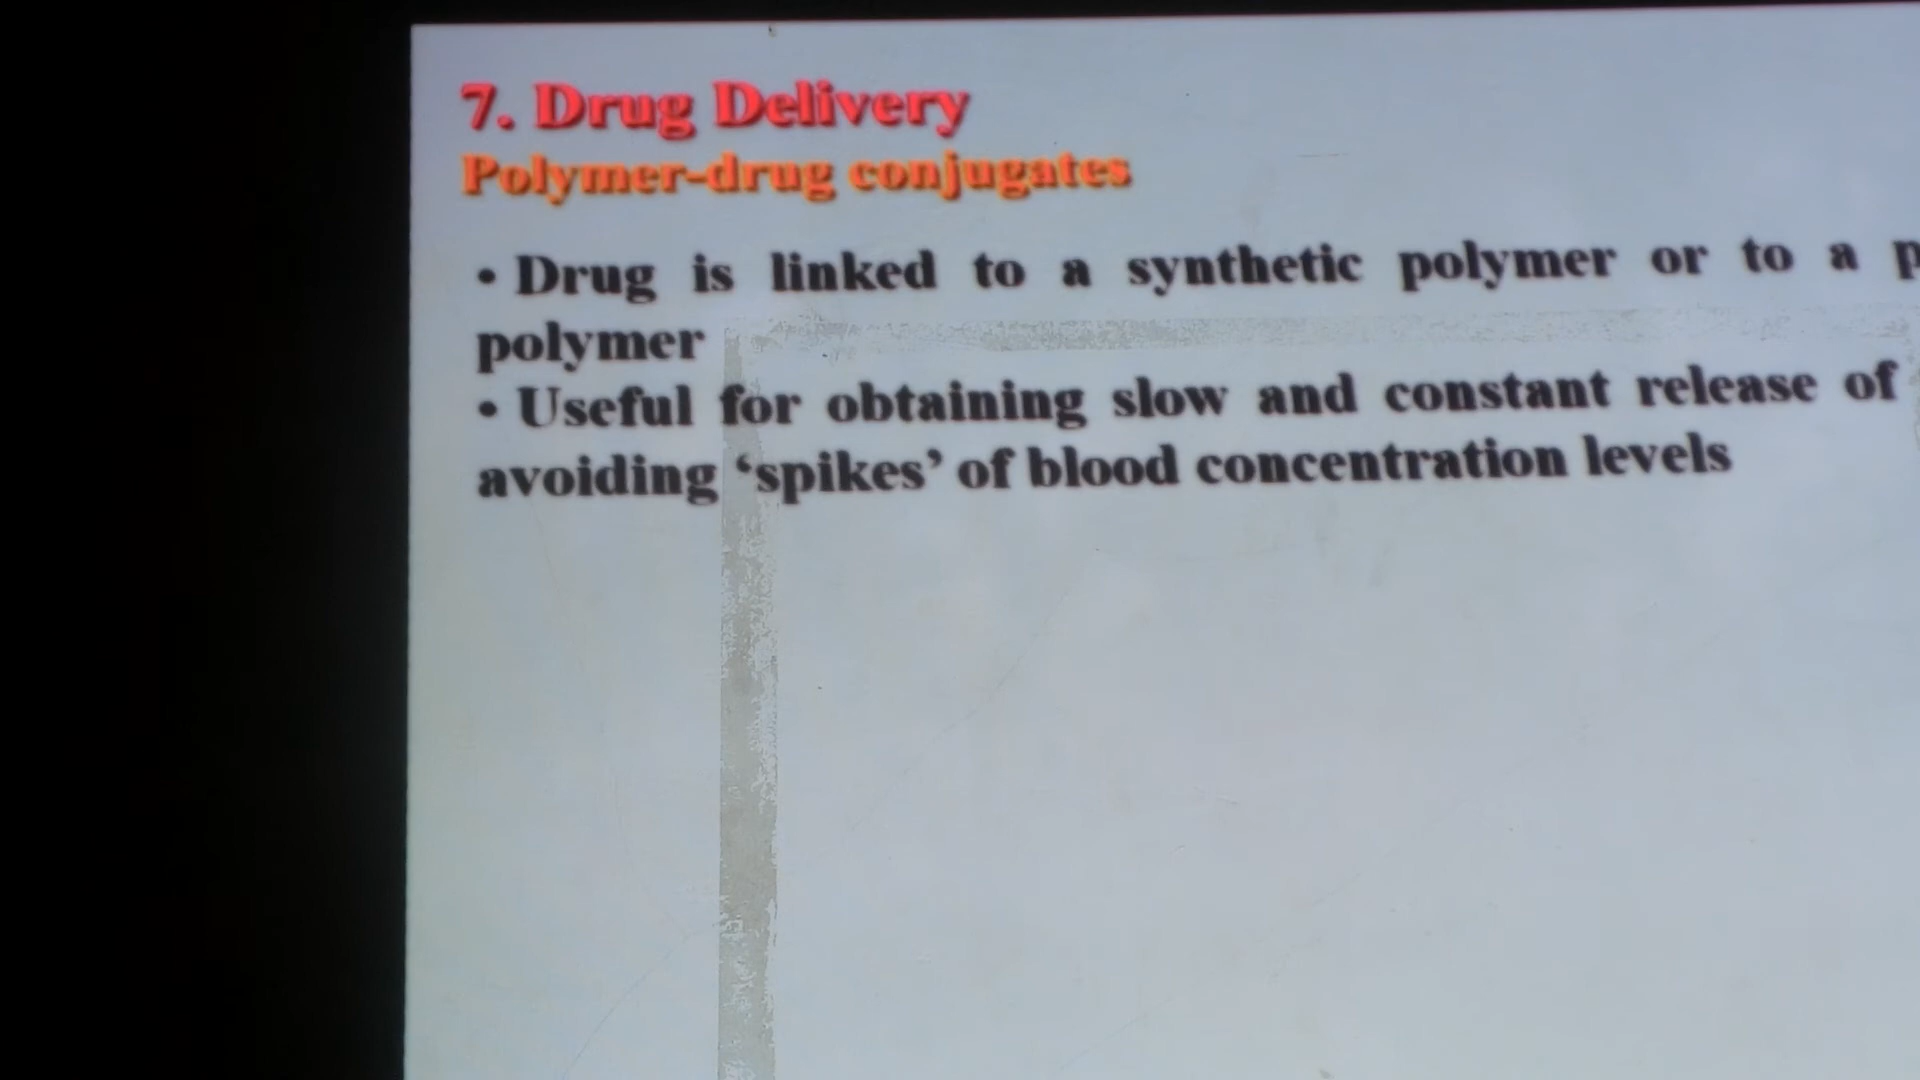 7. Drug Delivery
Polymer-drug conjugates
• Drug is linked to a synthetic polymer or to a
polymer
• Useful for obtaining slow and constant release of
avoiding ‘spikes’ of blood concentration levels